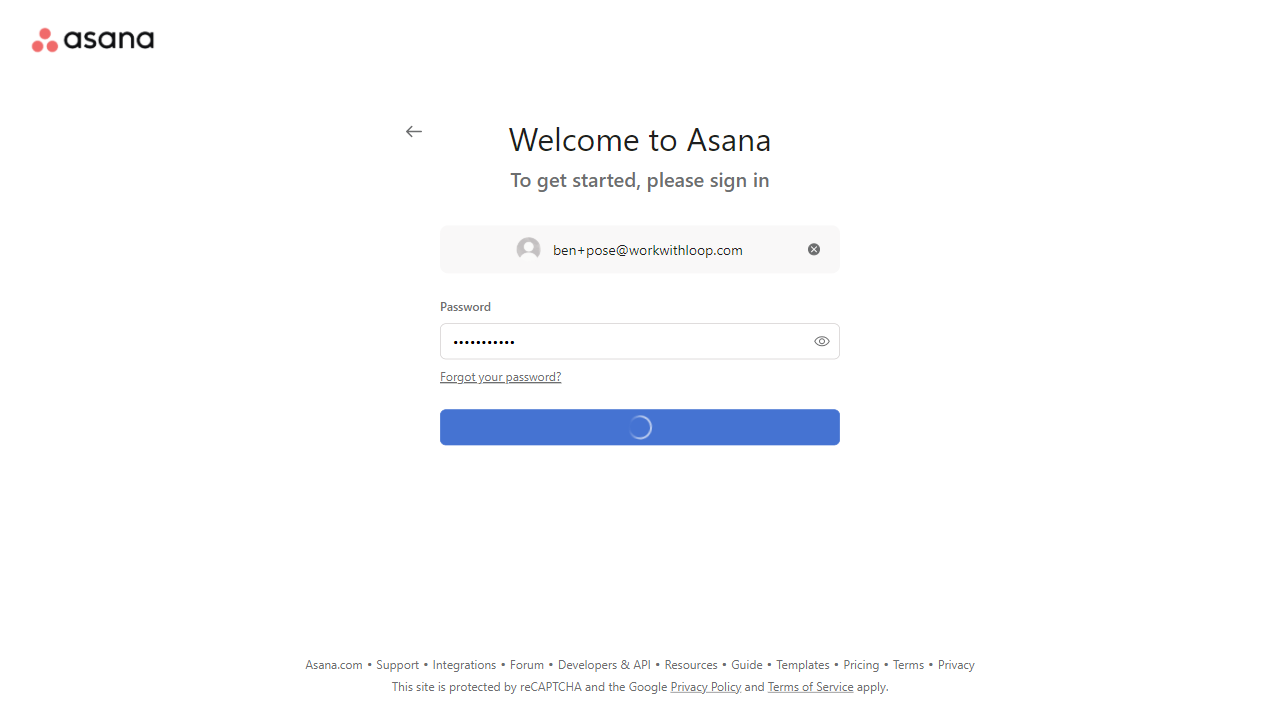 asana
Welcome to Asana
To get started, please sign in
ben+pose@workwithloop.com
Password
•••••••••••
Forgot your password?
Asana.com • Support • Integrations • Forum • Developers & API • Resources • Guide • Templates • Pricing • Terms • Privacy
This site is protected by reCAPTCHA and the Google Privacy Policy and Terms of Service apply.